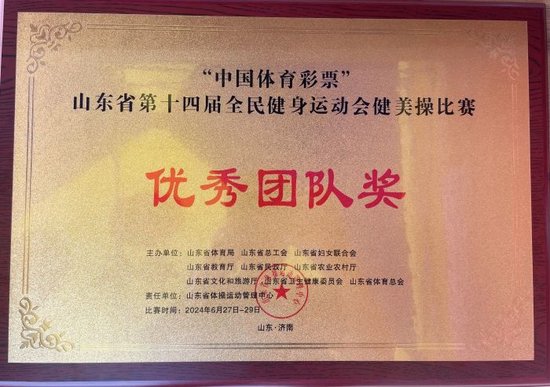 “中国体育彩票”
山东省第十四届全民健身运动会健美操比赛
优秀团队奖
主办单位：山东省体育局 山东省总工会 山东省妇女联合会
山东省教育厅 山东省民政厅 山东省农业农村厅
山东省文化和旅游厅 山东省卫生健康委员会 山东省体育总会
责任单位：山东省体操运动管理中心
比赛时间：2024年6月27日-29日
山东·济南